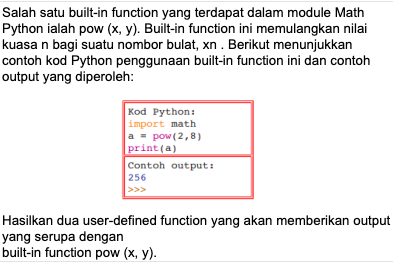 Salah satu built-in function yang terdapat dalam module Math
Python ialah pow (x, y). Built-in function ini memulangkan nilai
kuasa n bagi suatu nombor bulat, xn . Berikut menunjukkan
contoh kod Python penggunaan built-in function ini dan contoh
output yang diperoleh:
Kod Python:
import math
a = pow(2,8)
print(a)
Contoh output:
256
>>>
Hasilkan dua user-defined function yang akan memberikan output
yang serupa dengan
built-in function pow (x, y).